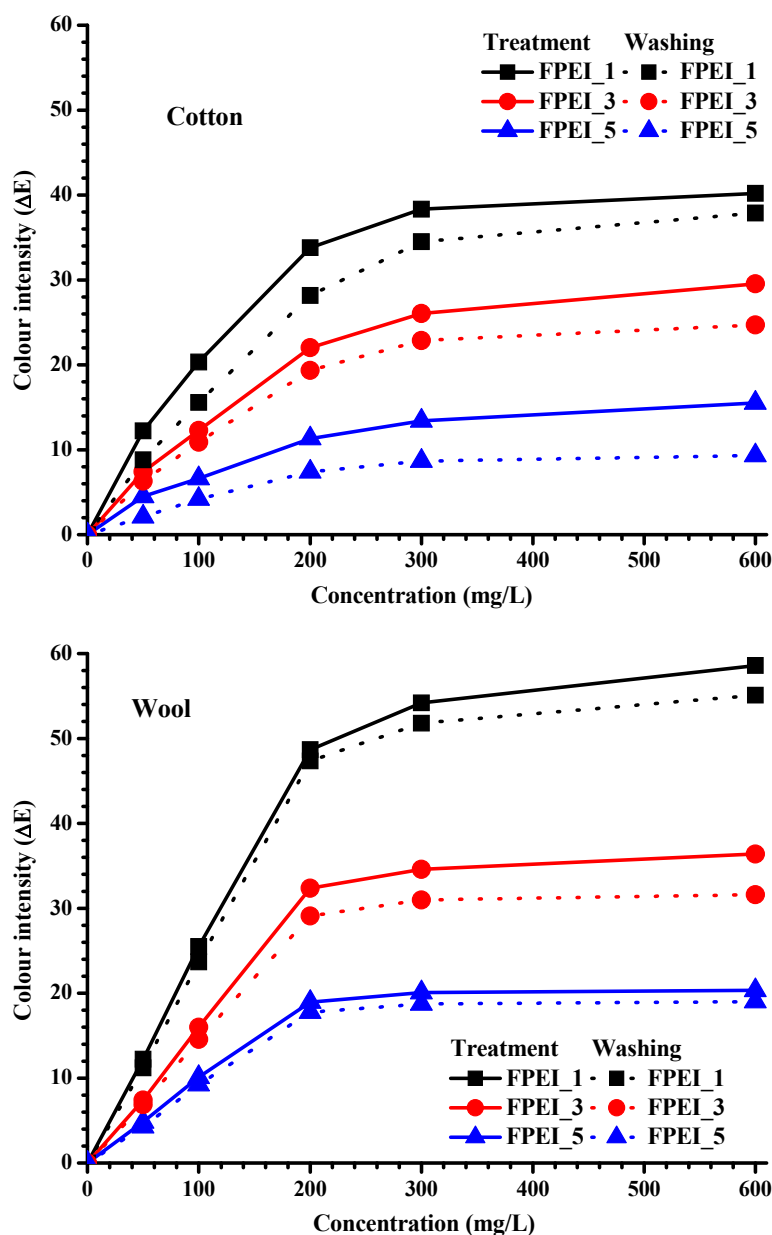 60
50
40
30
20
10
0
Colour intensity (ΔE)
Cotton
Treatment Washing
FPEI_1 FPEI_1
FPEI_3 FPEI_3
FPEI_5 FPEI_5
0 100 200 300 400 500 600
Concentration (mg/L)
60
50
40
30
20
10
0
Colour intensity (ΔE)
Wool
Treatment Washing
FPEI_1 FPEI_1
FPEI_3 FPEI_3
FPEI_5 FPEI_5
0 100 200 300 400 500 600
Concentration (mg/L)